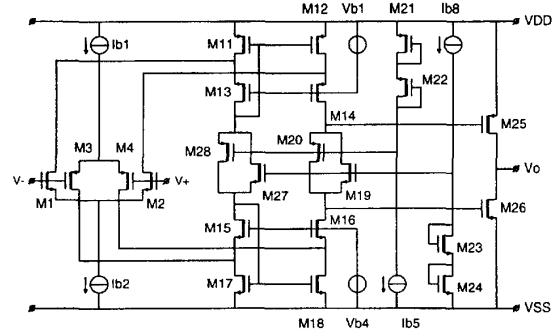 M12 Vb1 M21 Ib8
VDD
Ib1
M11
M22
M13
M14
M3 M4 M28 M20 M25
V- V+ Vo
M1 M2 M27 M19
M26
M15 M16
M23
Ib2
M17 M24
VSS
M18 Vb4 Ib5